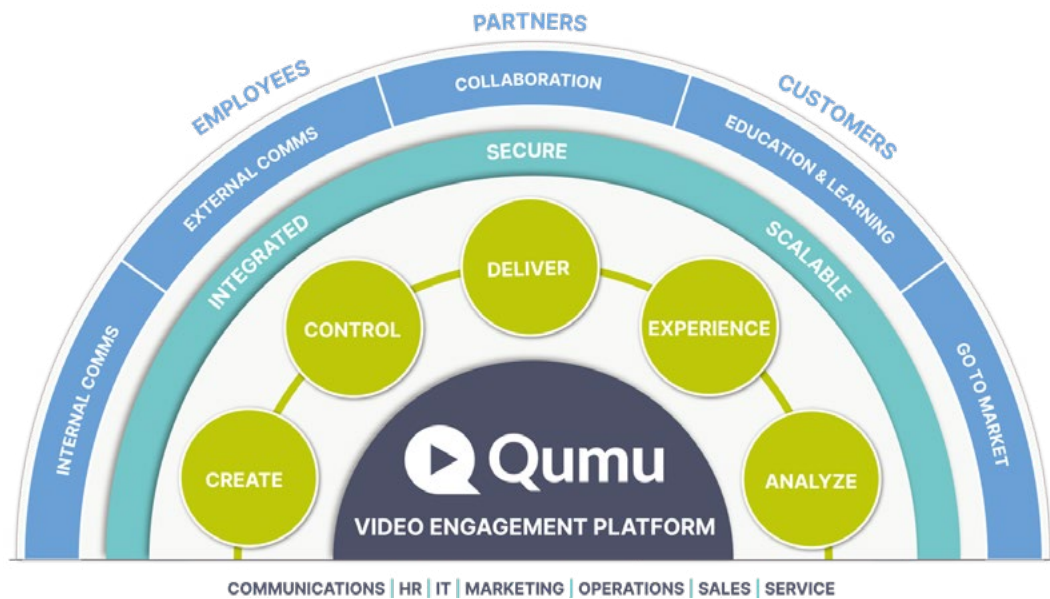 PARTNERS
EMPLOYEES
CUSTOMERS
INTERNAL COMMS
EXTERNAL COMMS
COLLABORATION
EDUCATION & LEARNING
GO TO MARKET
INTEGRATED
SECURE
SCALABLE
CREATE
CONTROL
DELIVER
EXPERIENCE
ANALYZE
Qumu
VIDEO ENGAGEMENT PLATFORM
COMMUNICATIONS | HR | IT | MARKETING | OPERATIONS | SALES | SERVICE